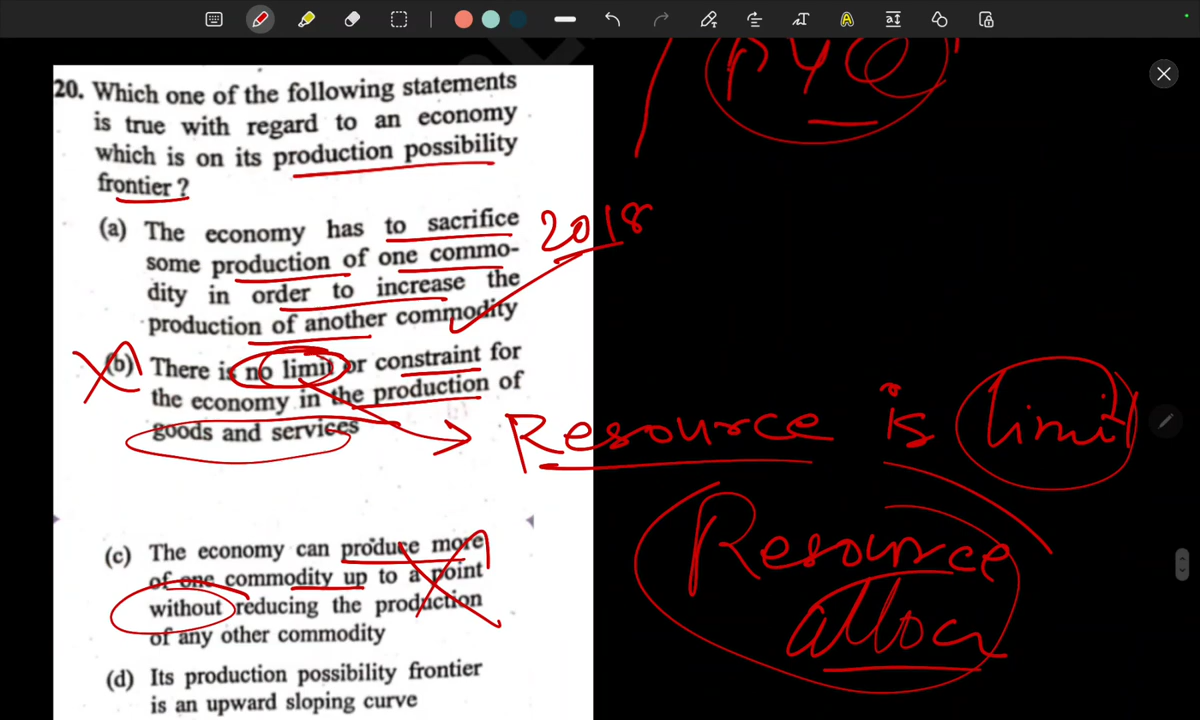 PYQ
20. Which one of the following statements
is true with regard to an economy
which is on its production possibility
frontier ?
(a) The economy has to sacrifice
some production of one commo-
dity in order to increase the
production of another commodity
2018
(b) There is no limit or constraint for
the economy in the production of
goods and services
Resource is limit
Resource
alloc
(c) The economy can produce more
of one commodity up to a point
without reducing the production
of any other commodity
(d) Its production possibility frontier
is an upward sloping curve